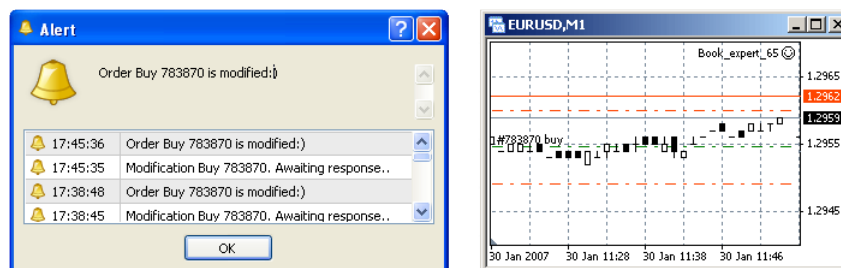 Alert
Order Buy 783870 is modified:)
17:45:36 Order Buy 783870 is modified:)
17:45:35 Modification Buy 783870. Awaiting response..
17:38:48 Order Buy 783870 is modified:)
17:38:45 Modification Buy 783870. Awaiting response..
OK
EURUSD,M1
Book_expert_65
1.2965
1.2962
1.2959
1.2955
#783870 buy
1.2945
30 Jan 2007 30 Jan 11:28 30 Jan 11:38 30 Jan 11:46